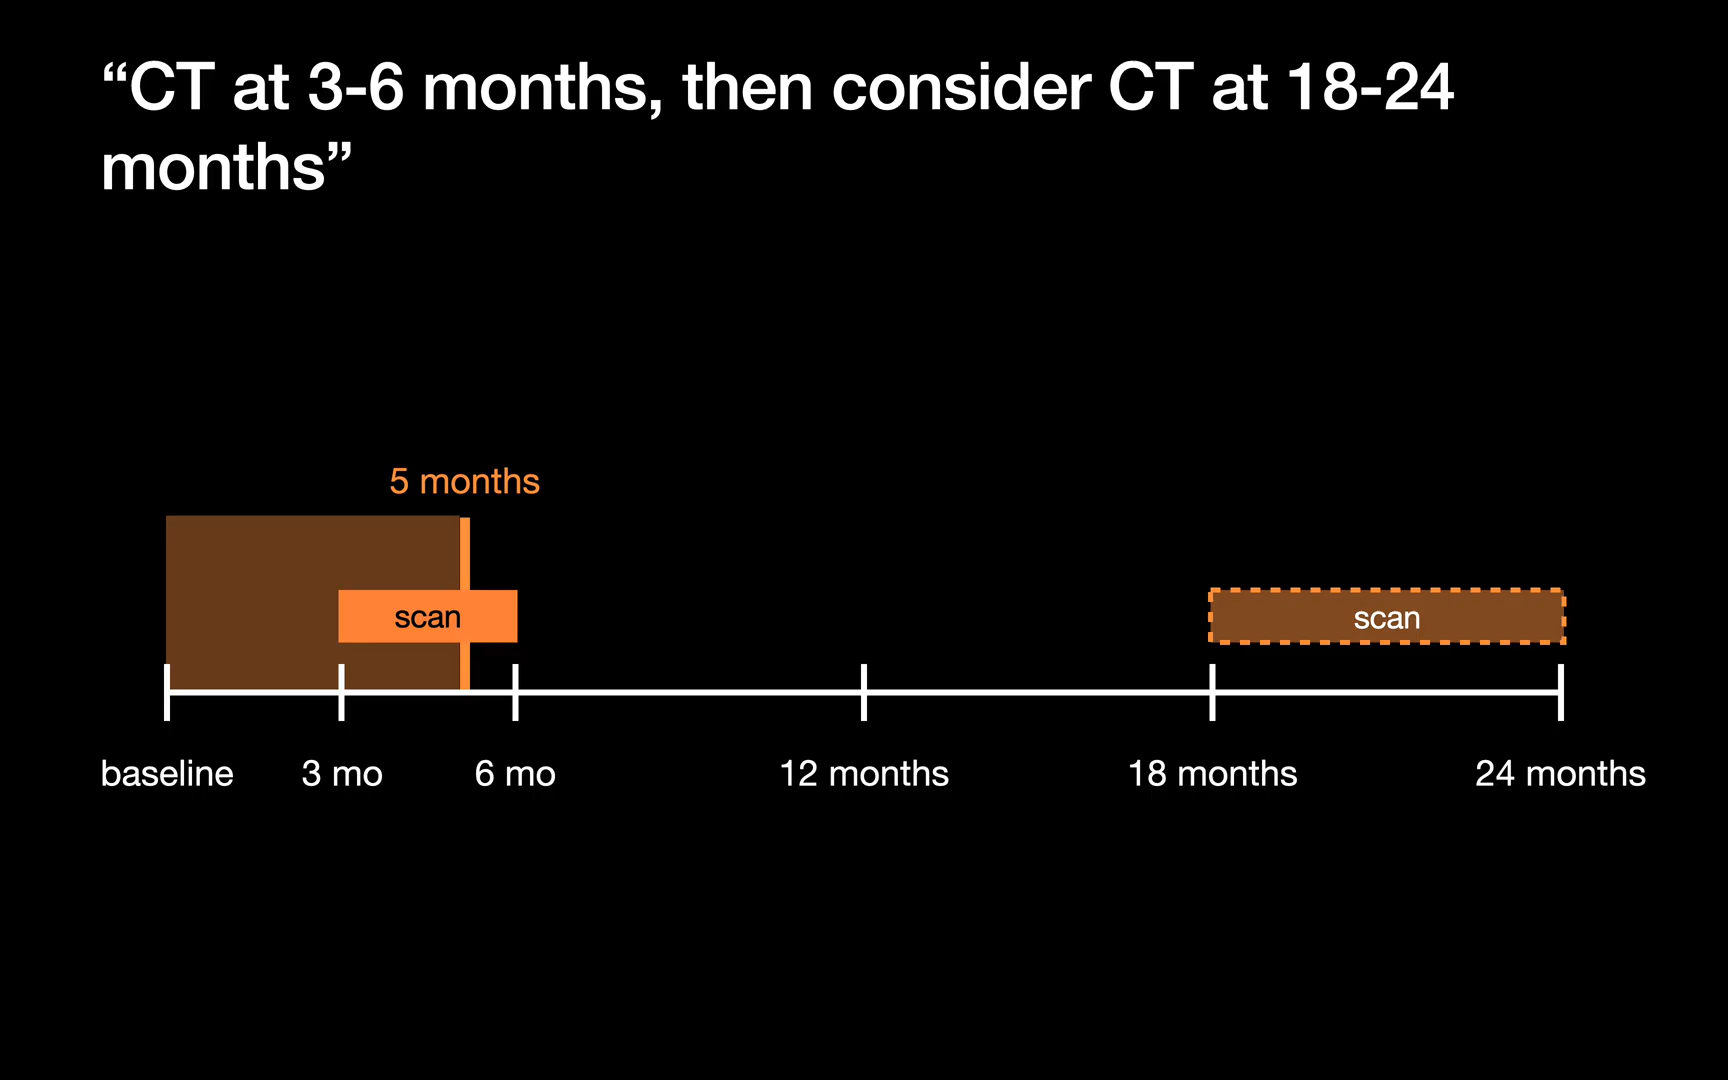 “CT at 3-6 months, then consider CT at 18-24
months”
5 months
scan
scan
baseline
3 mo
6 mo
12 months
18 months
24 months